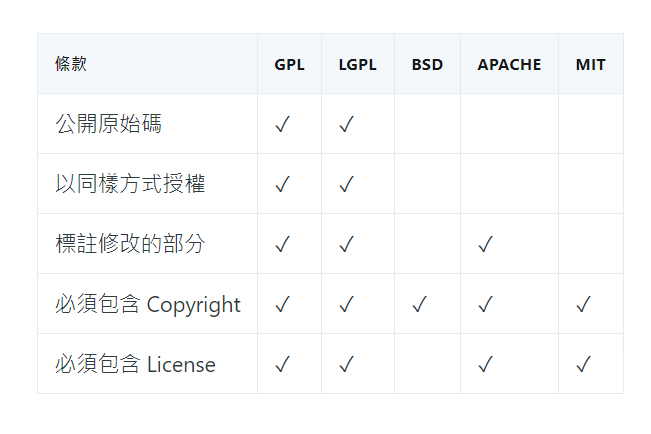 條款 GPL LGPL BSD APACHE MIT
公開原始碼 ✓ ✓
以同樣方式授權 ✓ ✓
標註修改的部分 ✓ ✓ ✓
必須包含 Copyright ✓ ✓ ✓ ✓ ✓
必須包含 License ✓ ✓ ✓ ✓